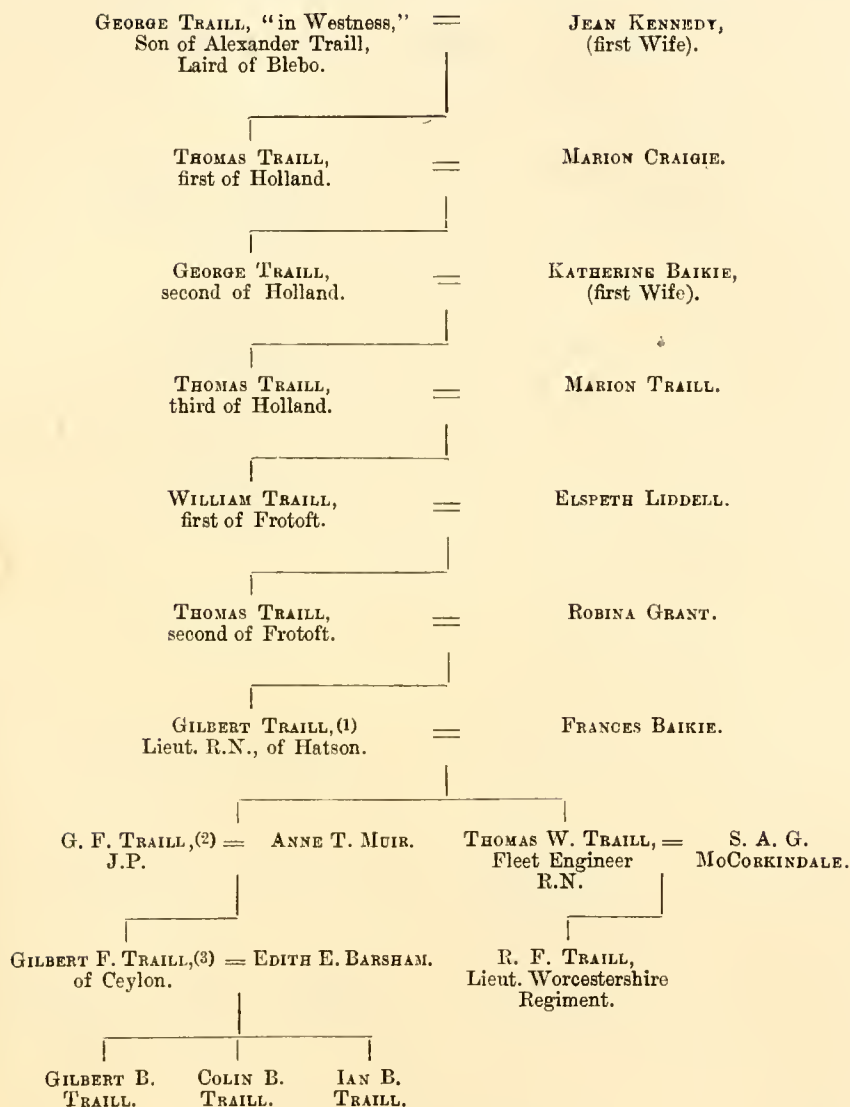 GEORGE TRAILL, "in Westness," = JEAN KENNEDY,
Son of Alexander Traill, (first Wife).
Laird of Blebo.
THOMAS TRAILL, = MARION CRAIGIE.
first of Holland.
GEORGE TRAILL, = KATHERINE BAIKIE,
second of Holland. (first Wife).
THOMAS TRAILL, = MARION TRAILL.
third of Holland.
WILLIAM TRAILL, = ELSPETH LIDDELL.
first of Frotoft.
THOMAS TRAILL, = ROBINA GRANT.
second of Frotoft.
GILBERT TRAILL,(1) = FRANCES BAIKIE.
Lieut. R.N., of Hatson.
G. F. TRAILL,(2) = ANNE T. MUIR. THOMAS W. TRAILL, = S. A. G.
J.P. Fleet Engineer MCCORKINDALE.
R.N.
GILBERT F. TRAILL,(3) = EDITH E. BARSHAM. R. F. TRAILL,
of Ceylon. Lieut. Worcestershire
Regiment.
GILBERT B. COLIN B. IAN B.
TRAILL. TRAILL. TRAILL.